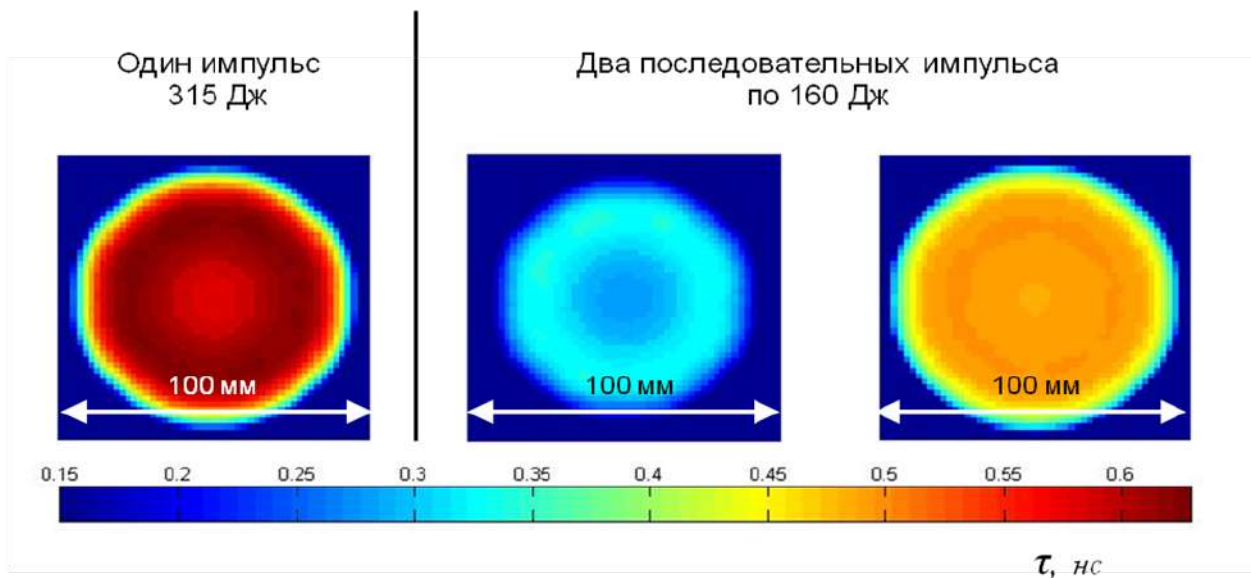 Один импульс
315 Дж
Два последовательных импульса
по 160 Дж
100 мм
100 мм
100 мм
0.15 0.2 0.25 0.3 0.35 0.4 0.45 0.5 0.55 0.6
τ, нс